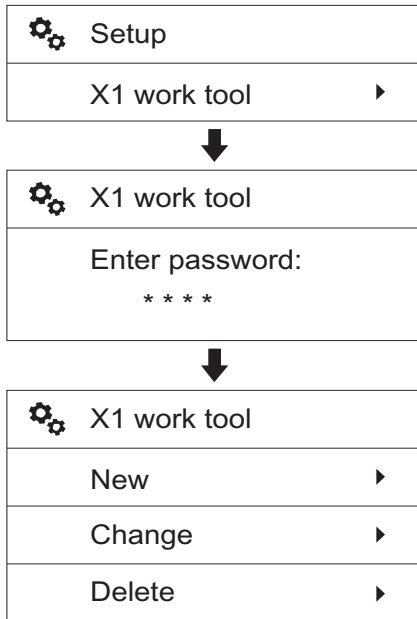 Setup
X1 work tool
X1 work tool
Enter password:
* * * *
X1 work tool
New
Change
Delete